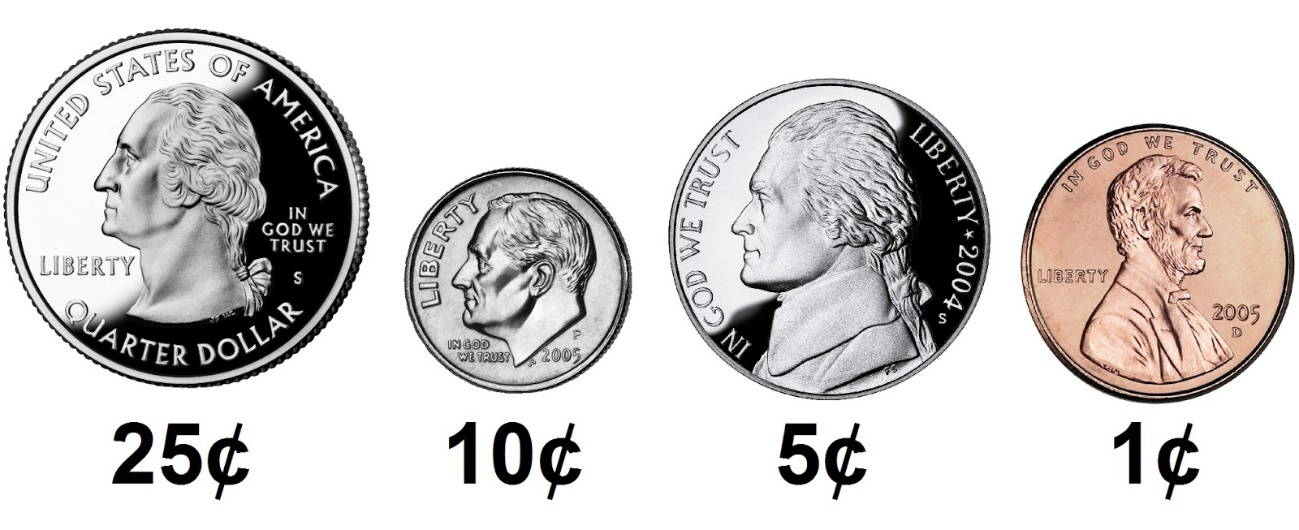 UNITED STATES OF AMERICA
IN
GOD WE
TRUST
LIBERTY
S
QUARTER DOLLAR
25¢
LIBERTY
IN GOD
WE TRUST
P
2005
10¢
IN GOD WE TRUST
LIBERTY ★ 2004
S
5¢
IN GOD WE TRUST
LIBERTY
2005
D
1¢